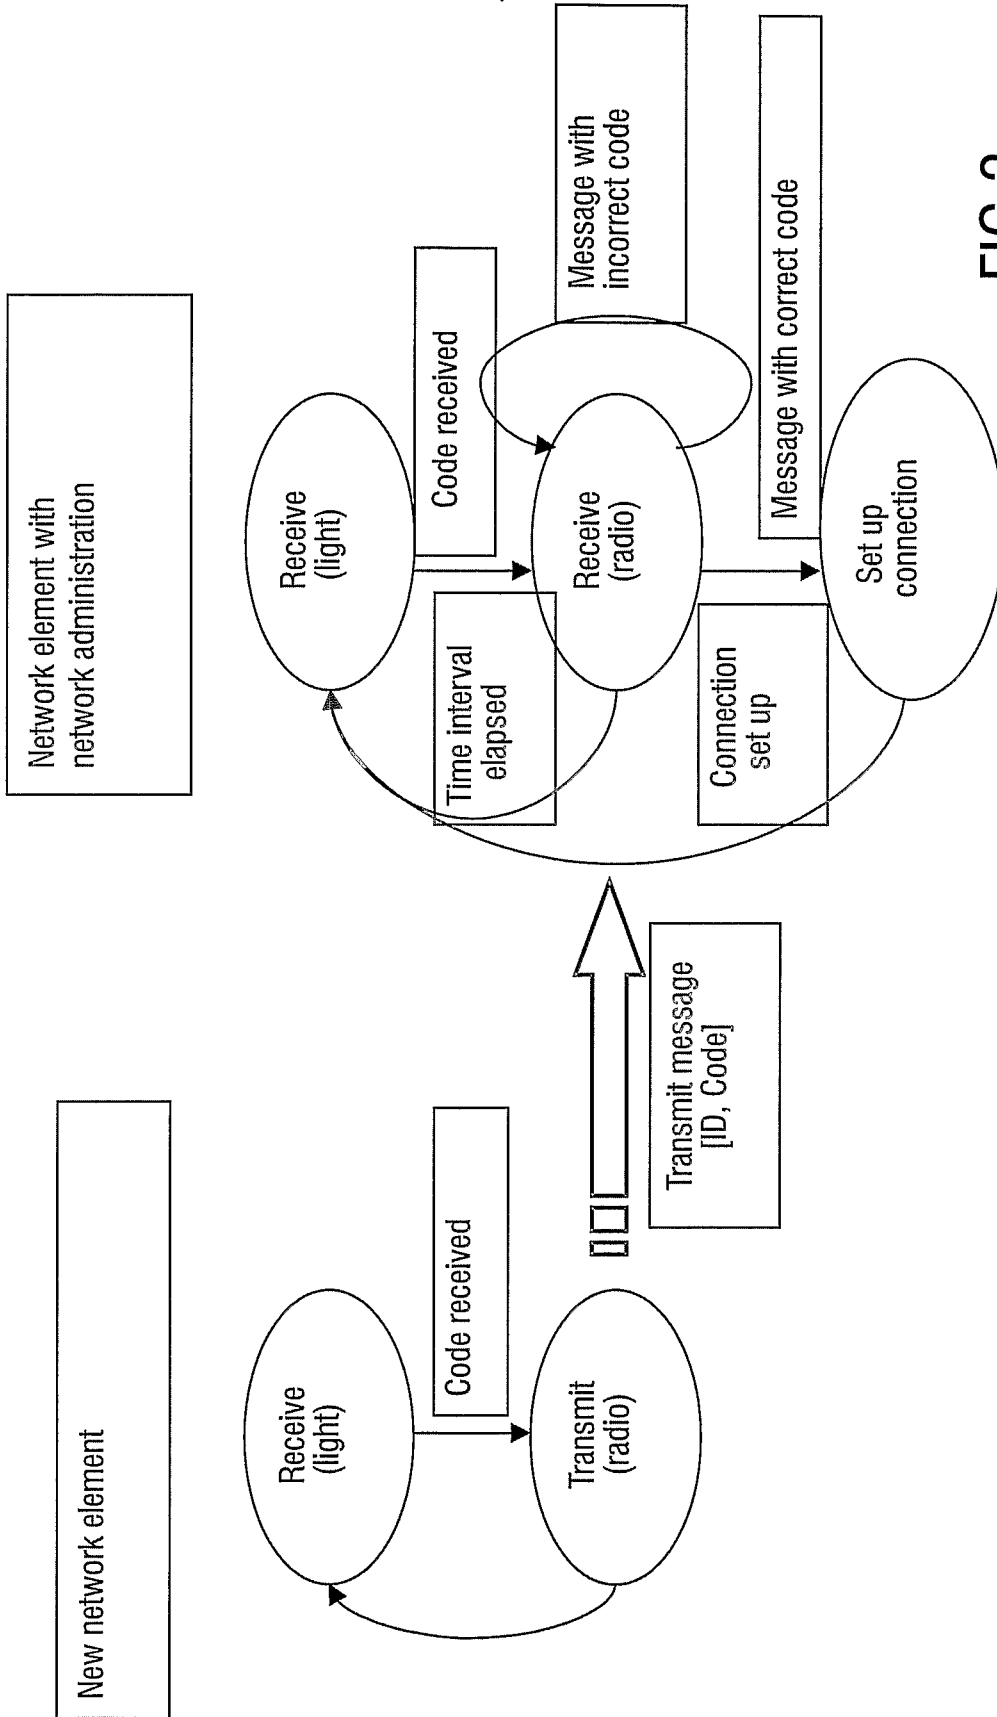 New network element
Receive
(light)
Code received
Transmit
(radio)
Transmit message
[ID, Code]
Network element with
network administration
Receive
(light)
Code received
Time interval
elapsed
Receive
(radio)
Message with
incorrect code
Connection
set up
Message with correct code
Set up
connection